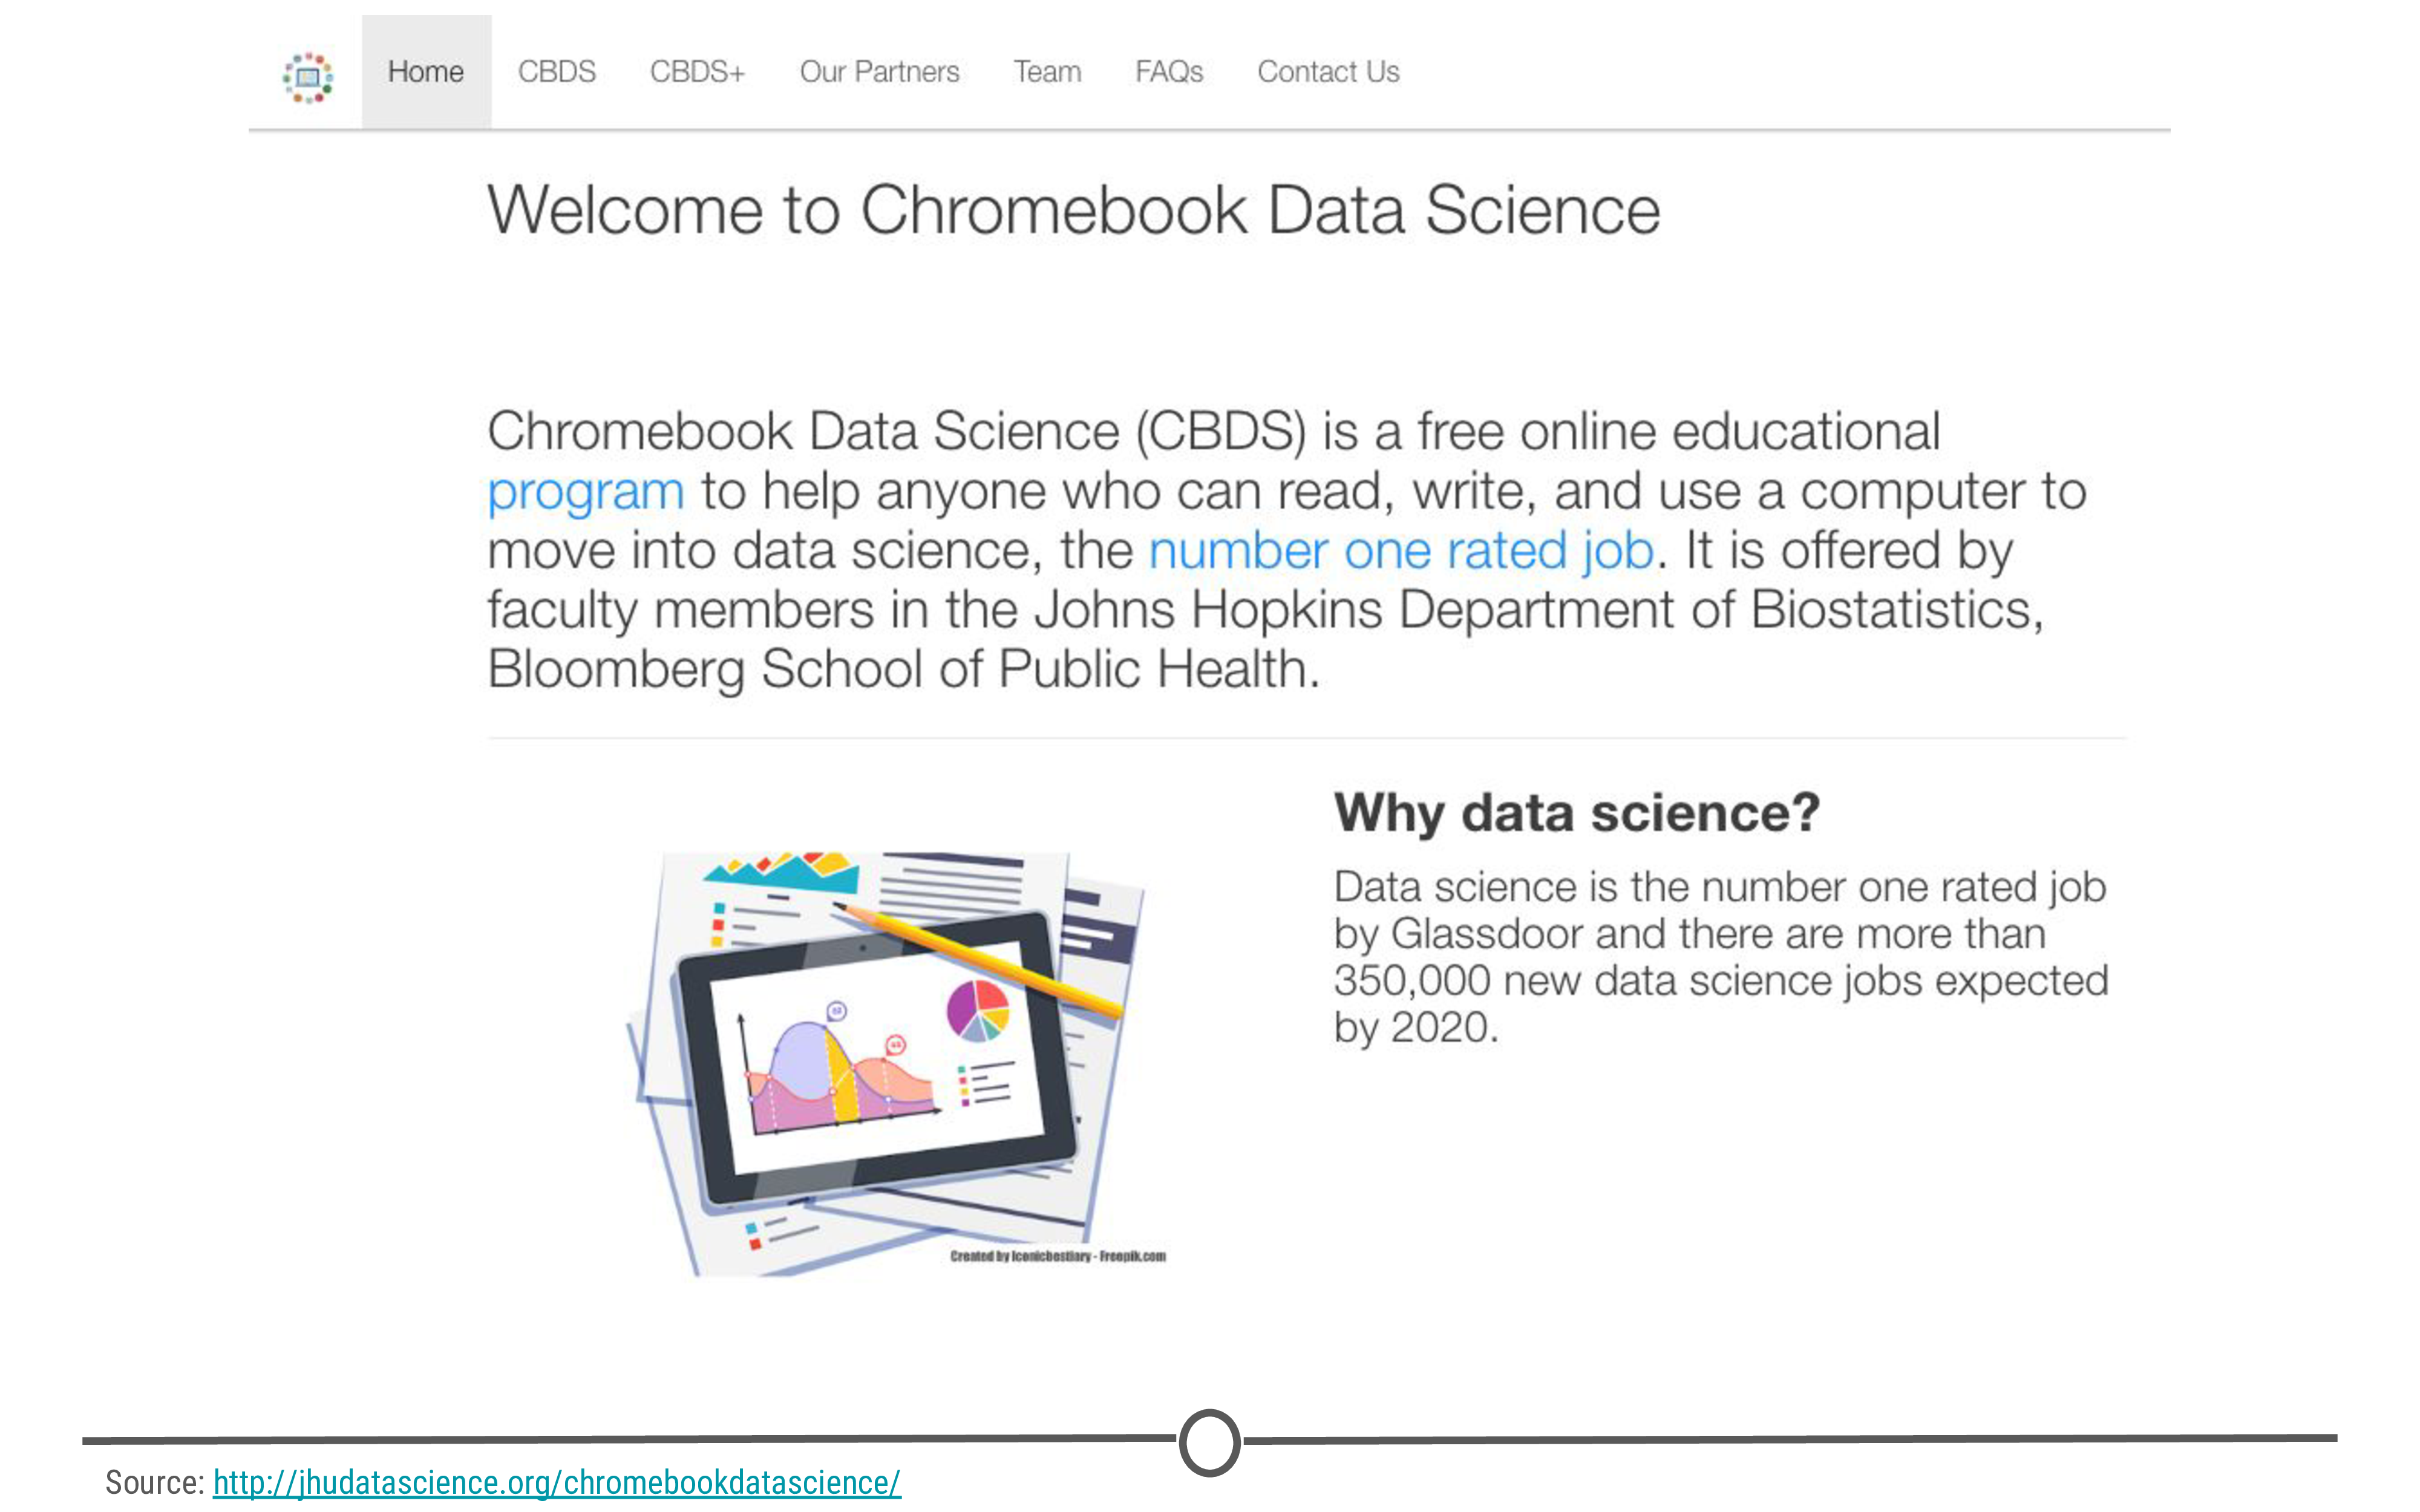 Home CBDS CBDS+ Our Partners Team FAQs Contact Us
Welcome to Chromebook Data Science
Chromebook Data Science (CBDS) is a free online educational
program to help anyone who can read, write, and use a computer to
move into data science, the number one rated job. It is offered by
faculty members in the Johns Hopkins Department of Biostatistics,
Bloomberg School of Public Health.
Why data science?
Data science is the number one rated job
by Glassdoor and there are more than
350,000 new data science jobs expected
by 2020.
Created by Iconicbestiary - Freepik.com
Source: http://jhudatascience.org/chromebookdatascience/